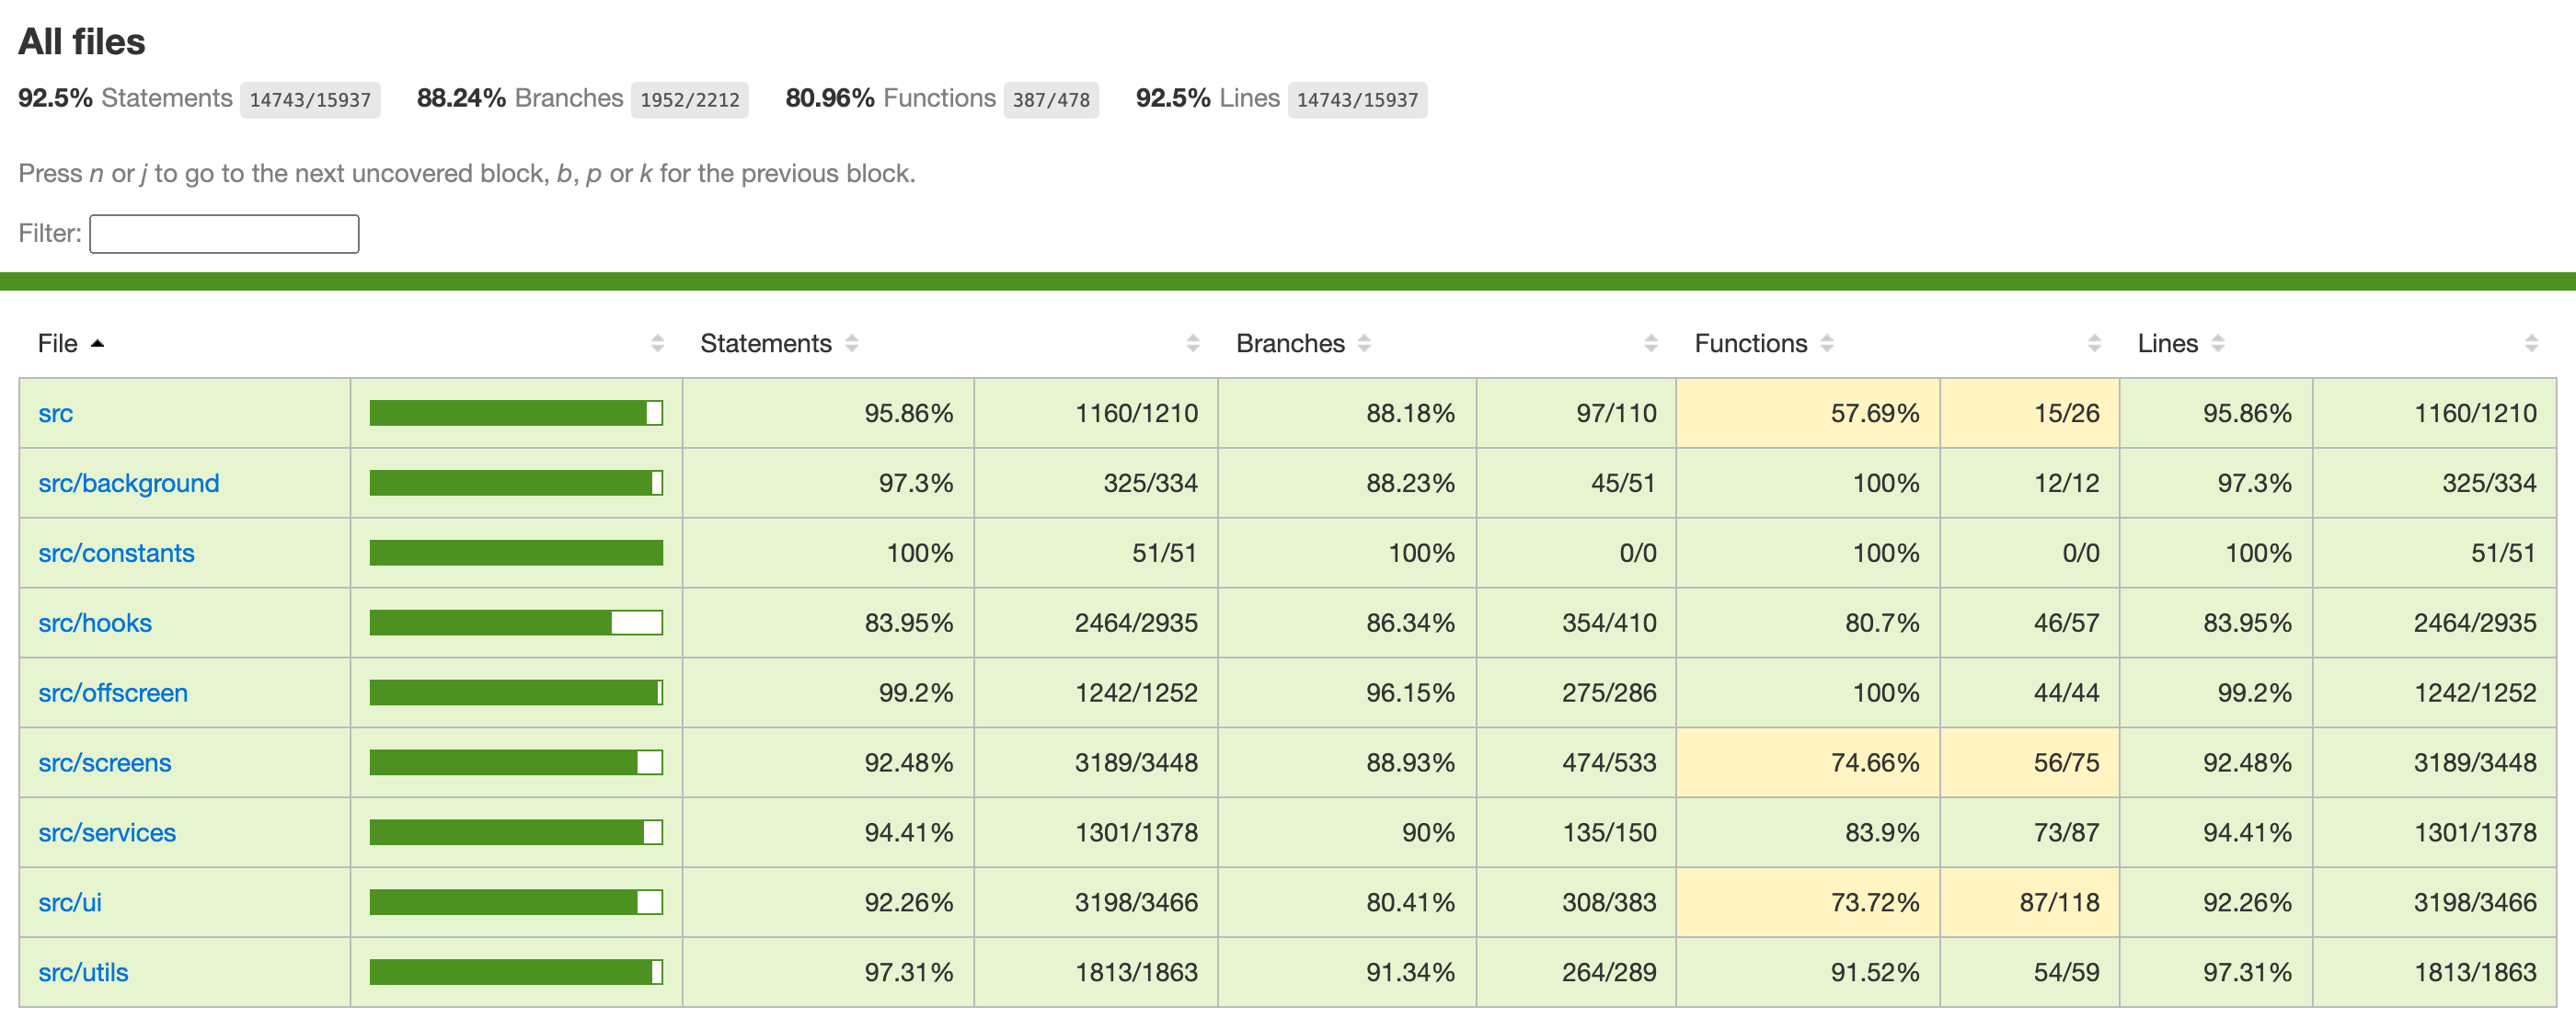 All files
92.5% Statements 14743/15937 88.24% Branches 1952/2212 80.96% Functions 387/478 92.5% Lines 14743/15937
Press n or j to go to the next uncovered block, b, p or k for the previous block.
Filter:
File Statements Branches Functions Lines
src 95.86% 1160/1210 88.18% 97/110 57.69% 15/26 95.86% 1160/1210
src/background 97.3% 325/334 88.23% 45/51 100% 12/12 97.3% 325/334
src/constants 100% 51/51 100% 0/0 100% 0/0 100% 51/51
src/hooks 83.95% 2464/2935 86.34% 354/410 80.7% 46/57 83.95% 2464/2935
src/offscreen 99.2% 1242/1252 96.15% 275/286 100% 44/44 99.2% 1242/1252
src/screens 92.48% 3189/3448 88.93% 474/533 74.66% 56/75 92.48% 3189/3448
src/services 94.41% 1301/1378 90% 135/150 83.9% 73/87 94.41% 1301/1378
src/ui 92.26% 3198/3466 80.41% 308/383 73.72% 87/118 92.26% 3198/3466
src/utils 97.31% 1813/1863 91.34% 264/289 91.52% 54/59 97.31% 1813/1863